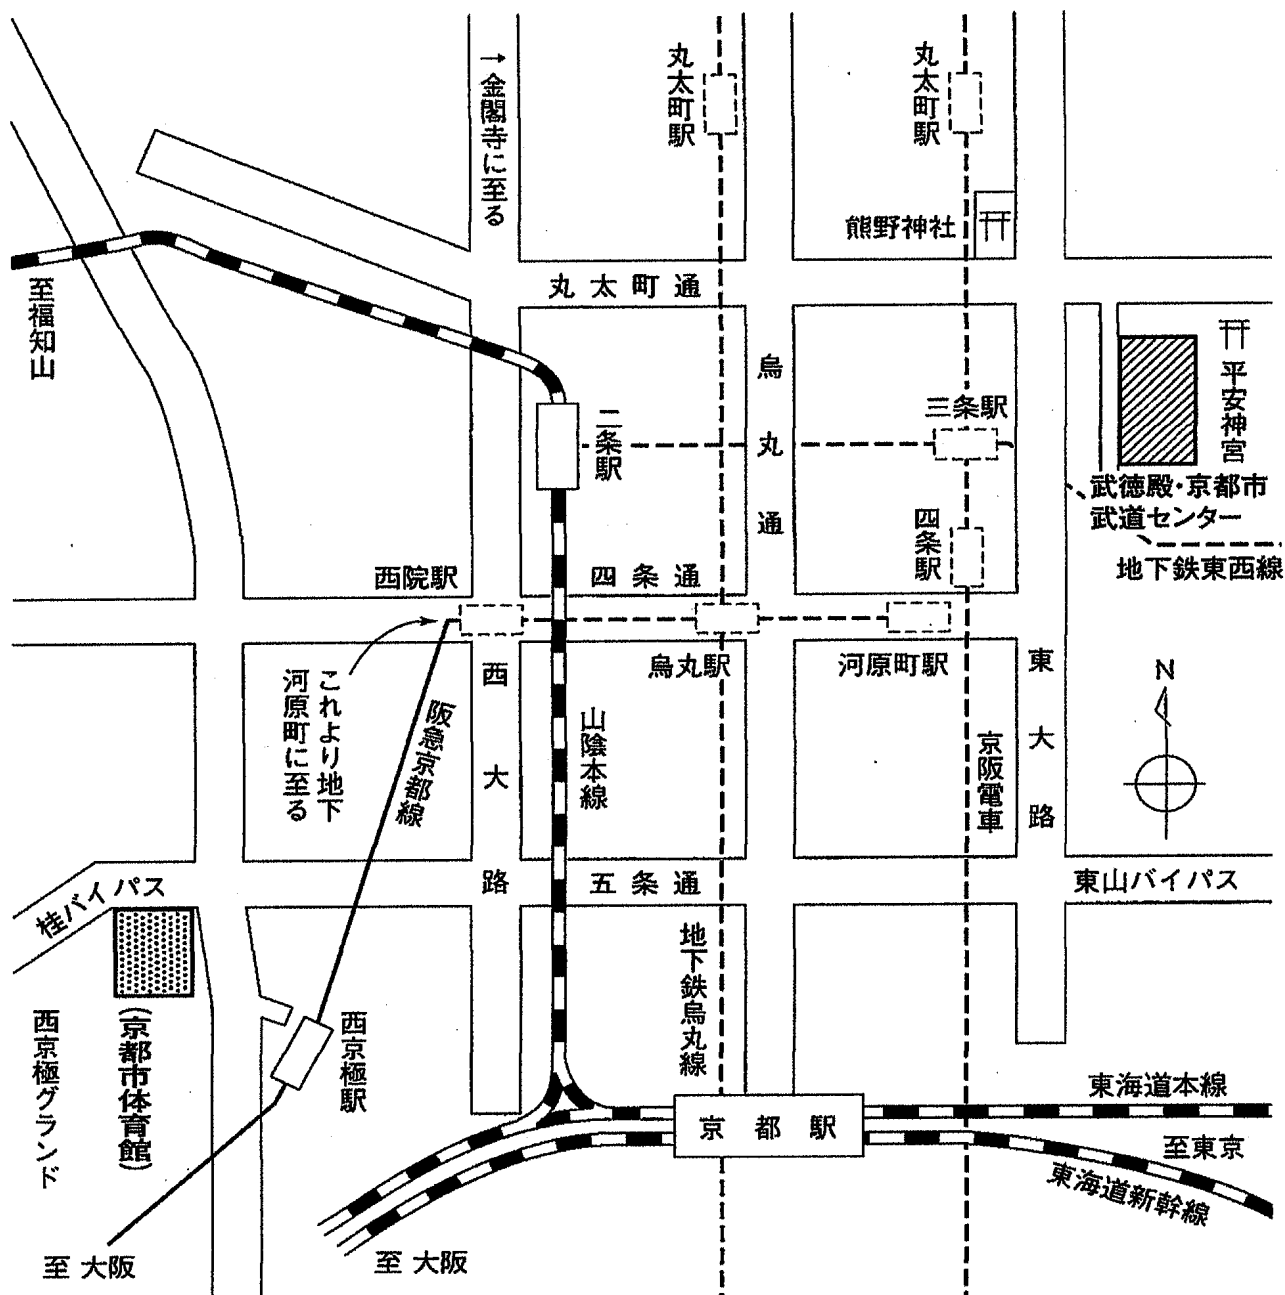 →金閣寺に至る
丸太町駅
丸太町駅
熊野神社
丸太町通
至福知山
烏丸通
平安神宮
二条駅
三条駅
武徳殿・京都市
武道センター
四条駅
地下鉄東西線
西院駅
四条通
烏丸駅
河原町駅
これより地下
河原町に至る
阪急京都線
西大路
山陰本線
京阪電車
東大路
N
桂バイパス
五条通
東山バイパス
地下鉄烏丸線
西京極グランド
(京都市体育館)
西京極駅
京都駅
東海道本線
至東京
東海道新幹線
至 大阪
至 大阪